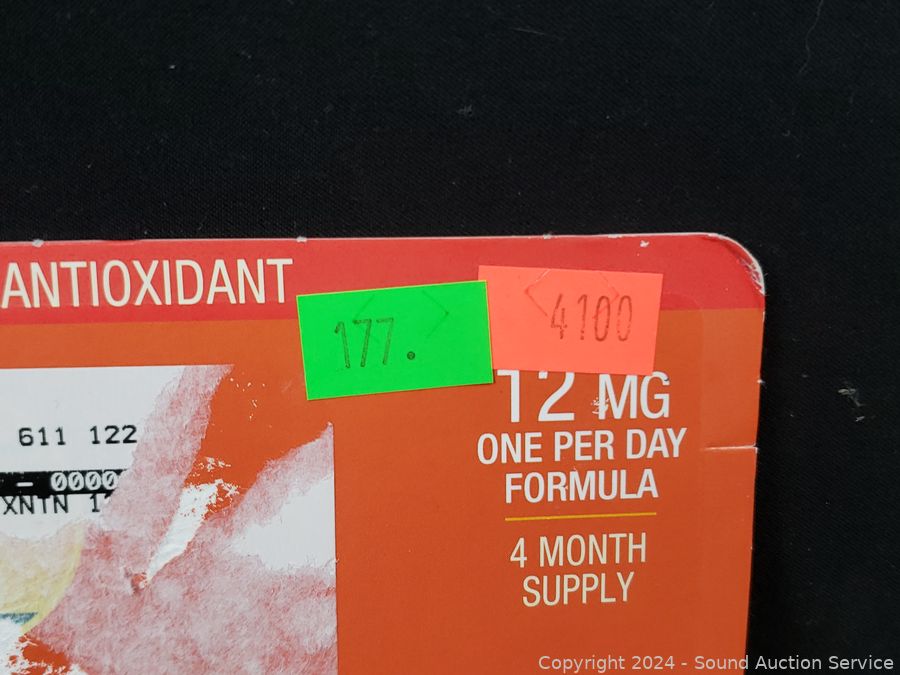 ANTIOXIDANT
177.
4100
12 MG
ONE PER DAY
FORMULA
4 MONTH
SUPPLY
611 122
- 0000
XNTN 1
Copyright 2024 - Sound Auction Service